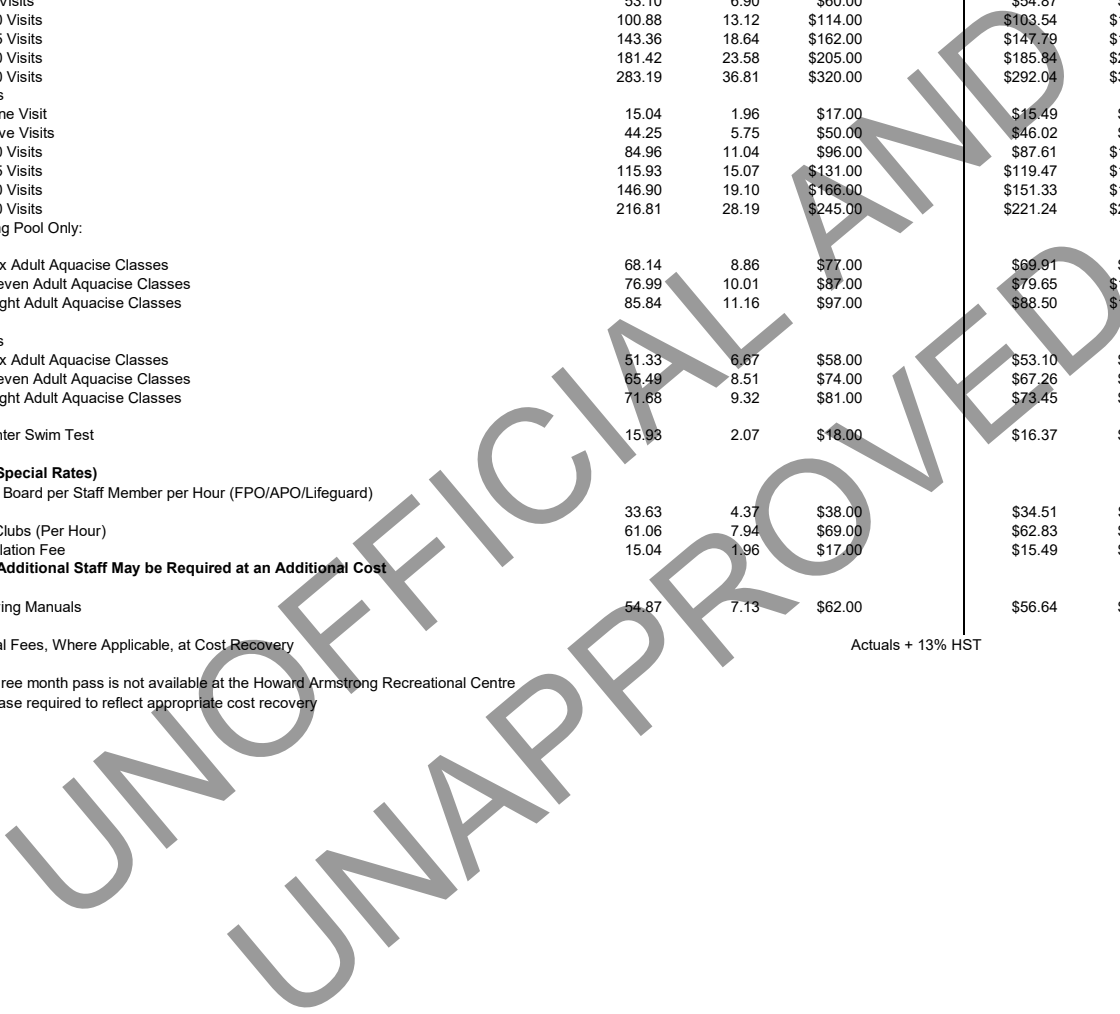 Visits 53.10 6.90 $60.00 $54.87
0 Visits 100.88 13.12 $114.00 $103.54 $1
5 Visits 143.36 18.64 $162.00 $147.79 $1
0 Visits 181.42 23.58 $205.00 $185.84 $2
0 Visits 283.19 36.81 $320.00 $292.04 $3
s
ne Visit 15.04 1.96 $17.00 $15.49 $
ve Visits 44.25 5.75 $50.00 $46.02 $
0 Visits 84.96 11.04 $96.00 $87.61 $1
5 Visits 115.93 15.07 $131.00 $119.47 $1
0 Visits 146.90 19.10 $166.00 $151.33 $1
0 Visits 216.81 28.19 $245.00 $221.24 $2
ng Pool Only:
x Adult Aquacise Classes 68.14 8.86 $77.00 $69.91 $
even Adult Aquacise Classes 76.99 10.01 $87.00 $79.65 $1
ght Adult Aquacise Classes 85.84 11.16 $97.00 $88.50 $1
s
x Adult Aquacise Classes 51.33 6.67 $58.00 $53.10 $
even Adult Aquacise Classes 65.49 8.51 $74.00 $67.26 $
ght Adult Aquacise Classes 71.68 9.32 $81.00 $73.45 $
nter Swim Test 15.93 2.07 $18.00 $16.37 $
Special Rates)
Board per Staff Member per Hour (FPO/APO/Lifeguard)
33.63 4.37 $38.00 $34.51 $
Clubs (Per Hour) 61.06 7.94 $69.00 $62.83 $
lation Fee 15.04 1.96 $17.00 $15.49 $
Additional Staff May be Required at an Additional Cost
ing Manuals 54.87 7.13 $62.00 $56.64 $
al Fees, Where Applicable, at Cost Recovery Actuals + 13% HST
ree month pass is not available at the Howard Armstrong Recreational Centre
ase required to reflect appropriate cost recovery
UNOFFICIAL AND
UNAPPROVED